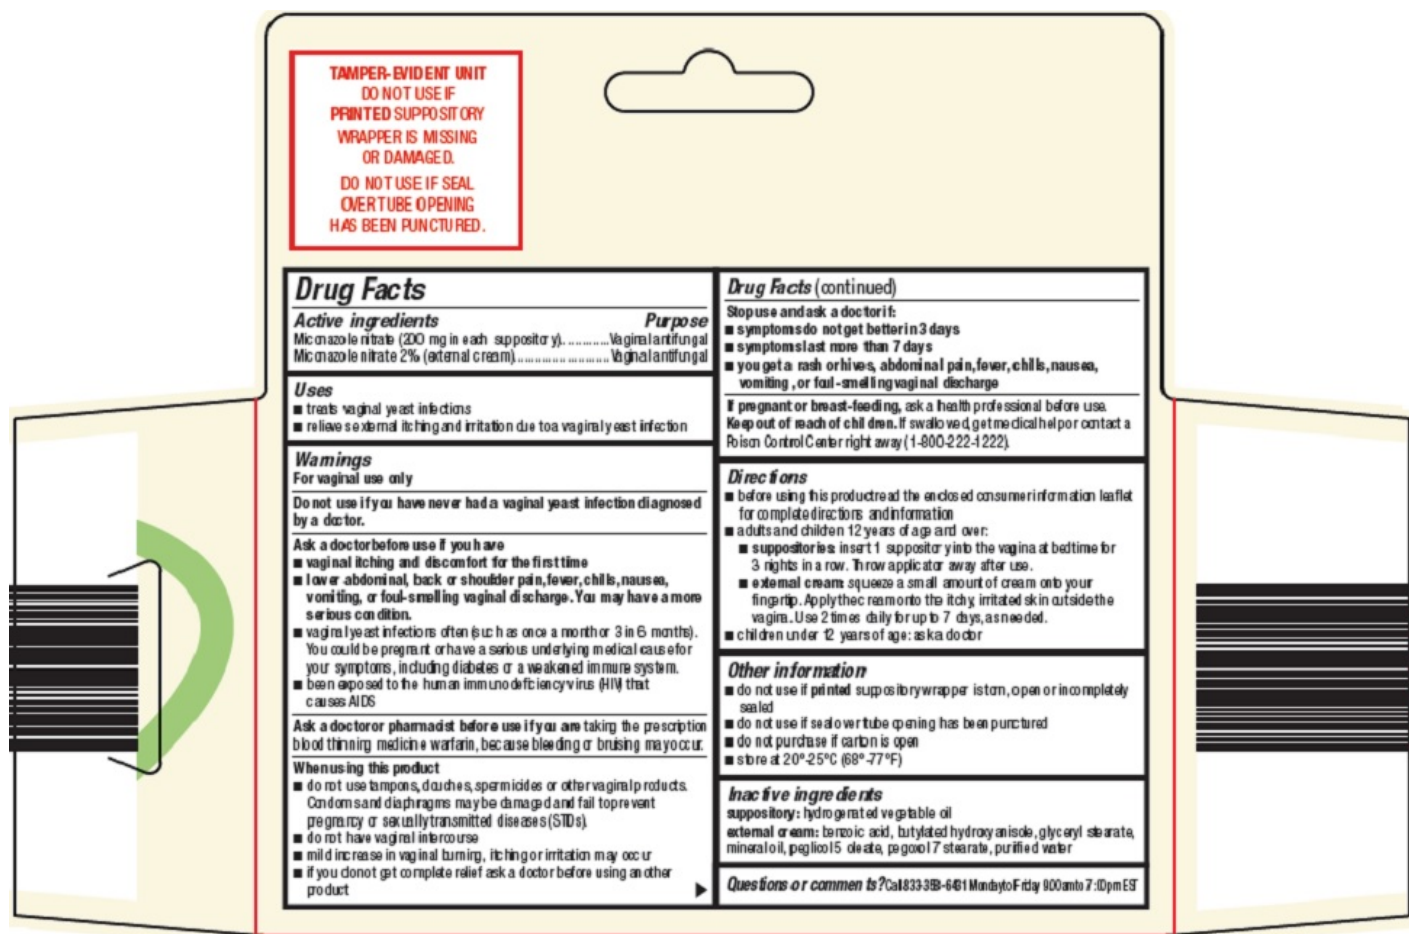 TAMPER-EVIDENT UNIT
DO NOT USE IF
PRINTED SUPPOSITORY
WRAPPER IS MISSING
OR DAMAGED.
DO NOT USE IF SEAL
OVER TUBE OPENING
HAS BEEN PUNCTURED.
Drug Facts
Active ingredients Purpose
Miconazole nitrate (200 mg in each suppository)............Vaginal antifungal
Miconazole nitrate 2% (external cream)........................Vaginal antifungal
Uses
■ treats vaginal yeast infections
■ relieves external itching and irritation due to a vaginal yeast infection
Warnings
For vaginal use only
Do not use if you have never had a vaginal yeast infection diagnosed
by a doctor.
Ask a doctor before use if you have
■ vaginal itching and discomfort for the first time
■ lower abdominal, back or shoulder pain, fever, chills, nausea,
vomiting, or foul-smelling vaginal discharge. You may have a more
serious condition.
■ vaginal yeast infections often (such as once a month or 3 in 6 months).
You could be pregnant or have a serious underlying medical cause for
your symptoms, including diabetes or a weakened immune system.
■ been exposed to the human immunodeficiency virus (HIV) that
causes AIDS
Ask a doctor or pharmacist before use if you are taking the prescription
blood thinning medicine warfarin, because bleeding or bruising may occur.
When using this product
■ do not use tampons, douches, spermicides or other vaginal products.
Condoms and diaphragms may be damaged and fail to prevent
pregnancy or sexually transmitted diseases (STDs).
■ do not have vaginal intercourse
■ mild increase in vaginal burning, itching or irritation may occur
■ if you do not get complete relief ask a doctor before using another
product
Drug Facts (continued)
Stop use and ask a doctor if:
■ symptoms do not get better in 3 days
■ symptoms last more than 7 days
■ you get a rash or hives, abdominal pain, fever, chills, nausea,
vomiting, or foul-smelling vaginal discharge
If pregnant or breast-feeding, ask a health professional before use.
Keep out of reach of children. If swallowed, get medical help or contact a
Poison Control Center right away (1-800-222-1222).
Directions
■ before using this product read the enclosed consumer information leaflet
for complete directions and information
■ adults and children 12 years of age and over:
■ suppositories: insert 1 suppository into the vagina at bedtime for
3 nights in a row. Throw applicator away after use.
■ external cream: squeeze a small amount of cream onto your
fingertip. Apply the cream onto the itchy, irritated skin outside the
vagina. Use 2 times daily for up to 7 days, as needed.
■ children under 12 years of age: ask a doctor
Other information
■ do not use if printed suppository wrapper is torn, open or incompletely
sealed
■ do not use if seal over tube opening has been punctured
■ do not purchase if carton is open
■ store at 20°-25°C (68°-77°F)
Inactive ingredients
suppository: hydrogenated vegetable oil
external cream: benzoic acid, butylated hydroxyanisole, glyceryl stearate,
mineral oil, peglicol 5 oleate, pegoxol 7 stearate, purified water
Questions or comments? Call 833-358-6431 Monday to Friday 9:00am to 7:00pm EST